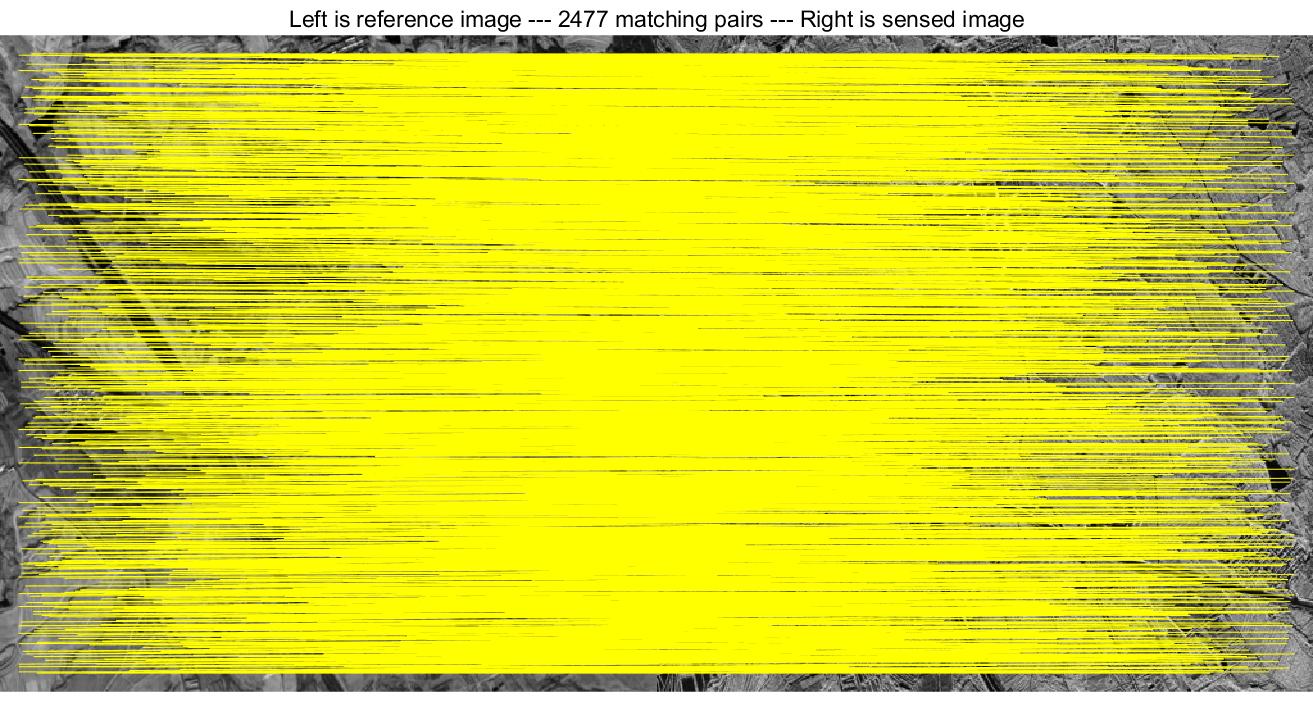 Left is reference image --- 2477 matching pairs --- Right is sensed image